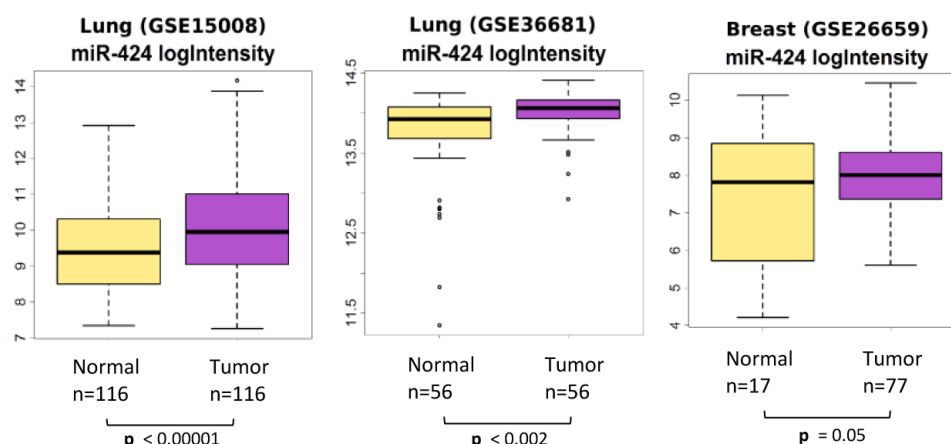 Lung (GSE15008)
miR-424 logIntensity
14
13
12
11
10
9
8
7
Normal
n=116
Tumor
n=116
p < 0.00001
Lung (GSE36681)
miR-424 logIntensity
14.5
13.5
12.5
11.5
Normal
n=56
Tumor
n=56
p < 0.002
Breast (GSE26659)
miR-424 logIntensity
10
9
8
7
6
5
4
Normal
n=17
Tumor
n=77
p = 0.05